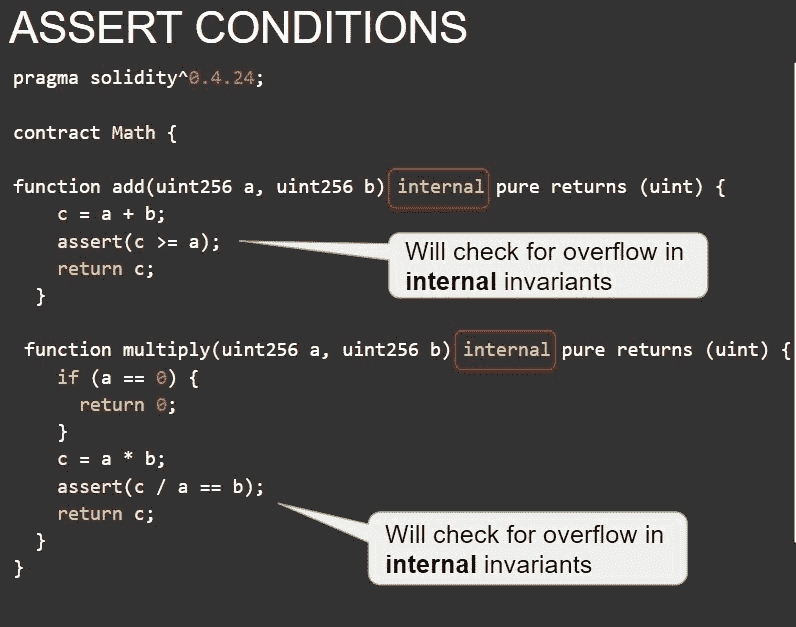 ASSERT CONDITIONS
pragma solidity^0.4.24;
contract Math {
function add(uint256 a, uint256 b) internal pure returns (uint) {
c = a + b;
assert(c >= a);
Will check for overflow in
internal invariants
return c;
}
function multiply(uint256 a, uint256 b) internal pure returns (uint) {
if (a == 0) {
return 0;
}
c = a * b;
assert(c / a == b);
return c;
Will check for overflow in
internal invariants
}
}